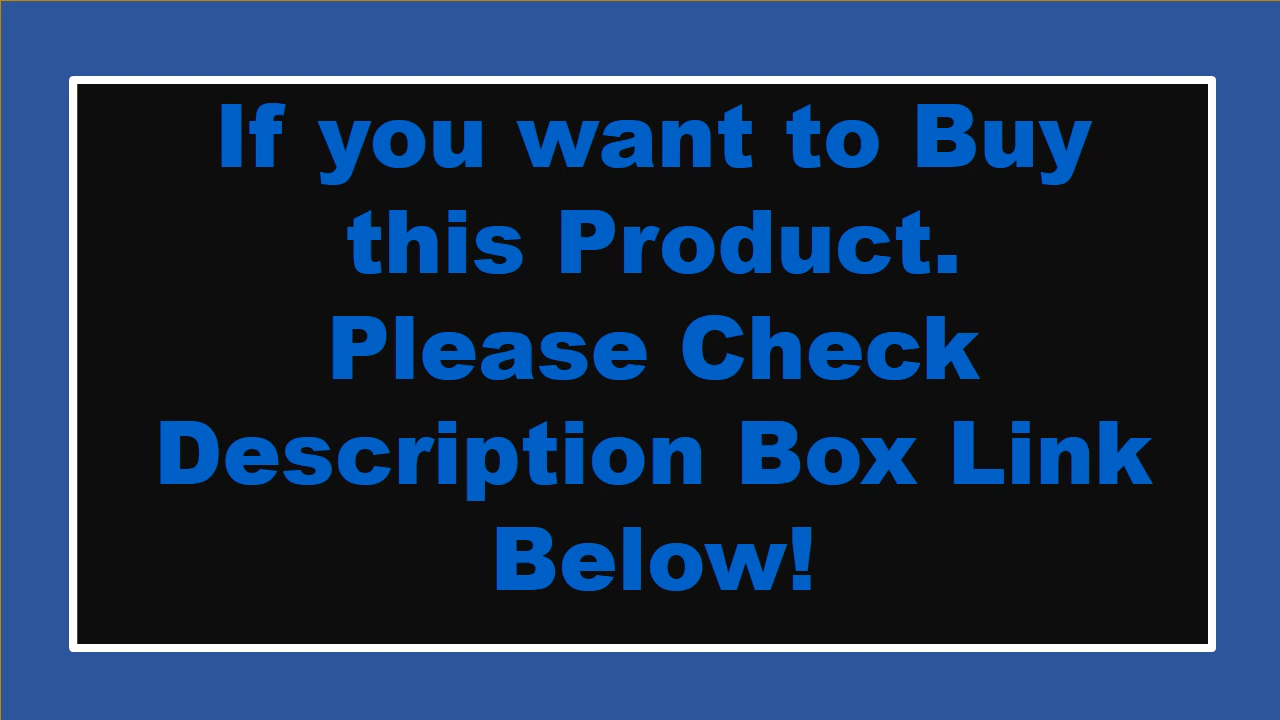 If you want to Buy
this Product.
Please Check
Description Box Link
Below!